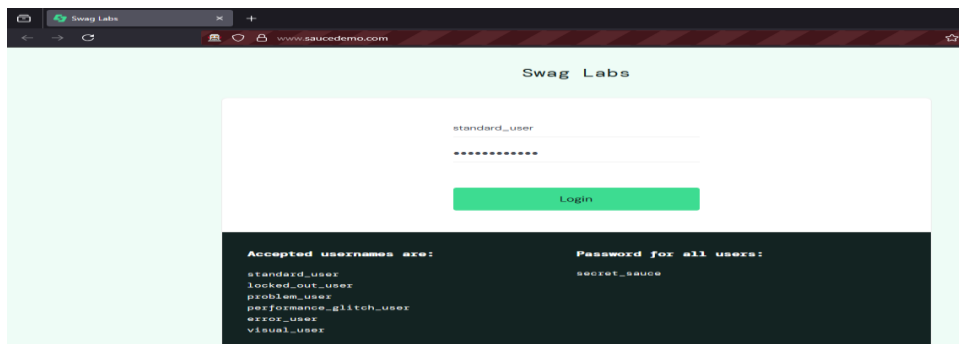 Swag Labs
www.saucedemo.com
Swag Labs
standard_user
••••••••••••
Login
Accepted usernames are:
standard_user
locked_out_user
problem_user
performance_glitch_user
error_user
visual_user
Password for all users:
secret_sauce